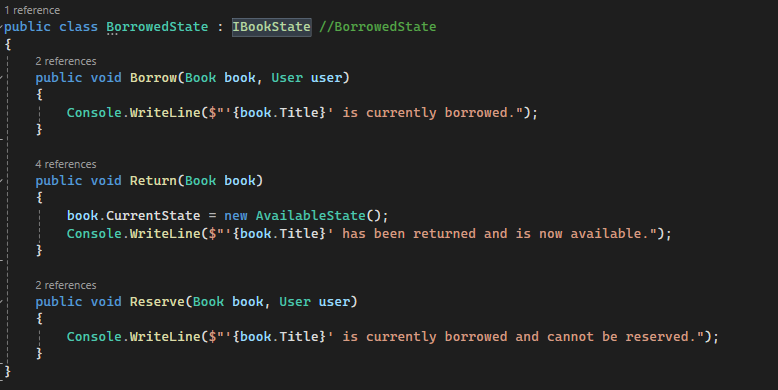 1 reference
public class BorrowedState : IBookState //BorrowedState
{
2 references
public void Borrow(Book book, User user)
{
Console.WriteLine($"'{book.Title}' is currently borrowed.");
}
4 references
public void Return(Book book)
{
book.CurrentState = new AvailableState();
Console.WriteLine($"'{book.Title}' has been returned and is now available.");
}
2 references
public void Reserve(Book book, User user)
{
Console.WriteLine($"'{book.Title}' is currently borrowed and cannot be reserved.");
}
}